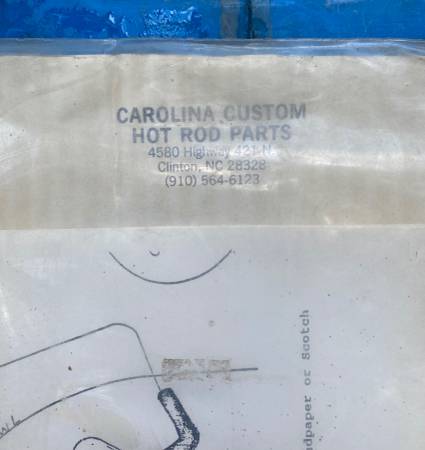 CAROLINA CUSTOM
HOT ROD PARTS
4580 Highway 421 N.
Clinton, NC 28328
(910) 564-6123
ndpaper or Scotch